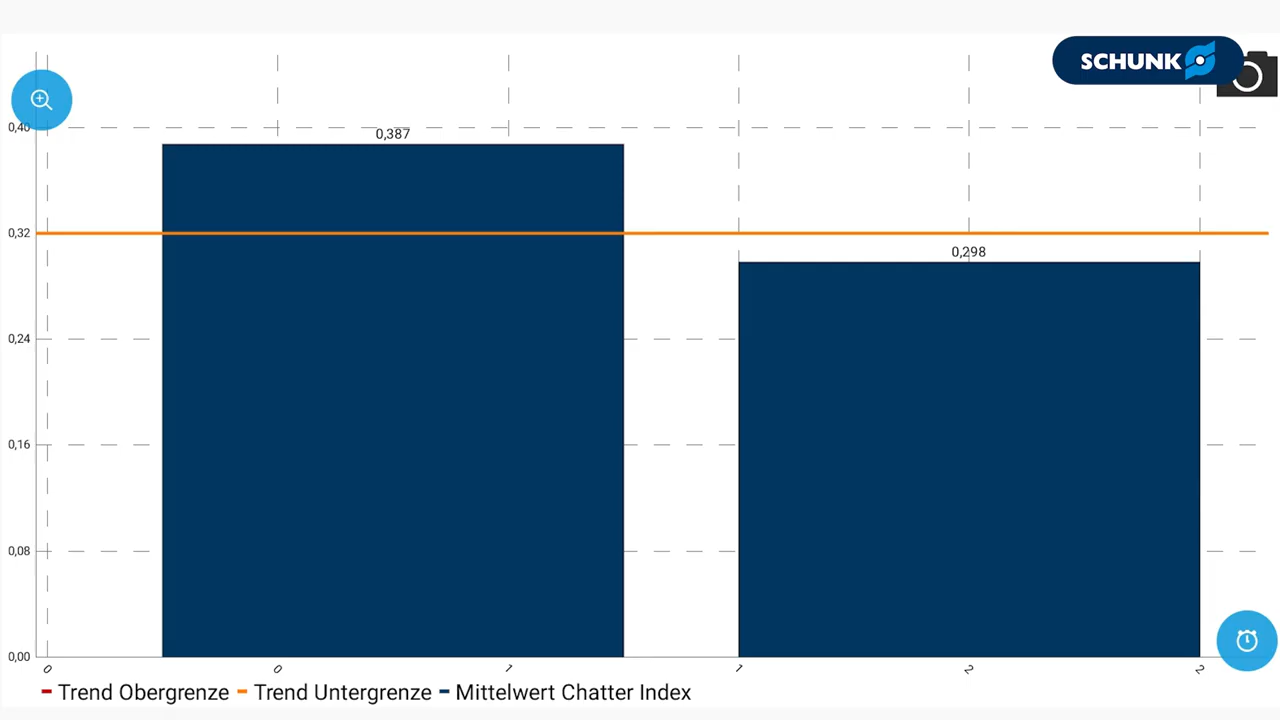 SCHUNK
0,40
0,387
0,32
0,298
0,24
0,16
0,08
0,00
0 0 1 1 2 2
Trend Obergrenze Trend Untergrenze Mittelwert Chatter Index